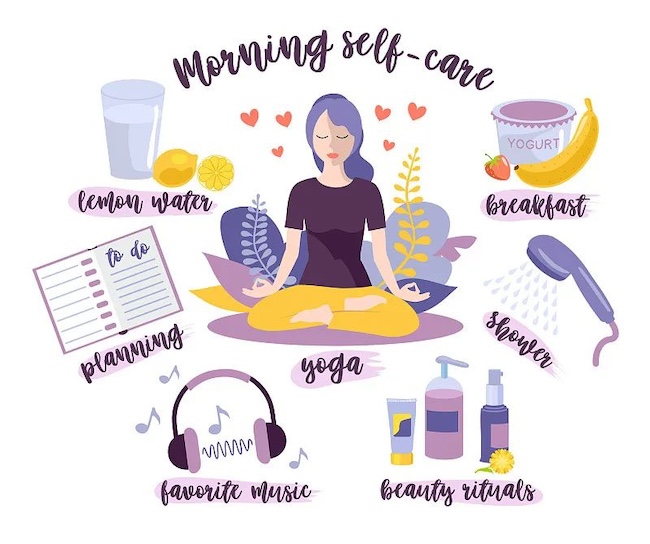 Morning self-care
lemon water
YOGURT
breakfast
to do
planning
yoga
shower
favorite music
beauty rituals